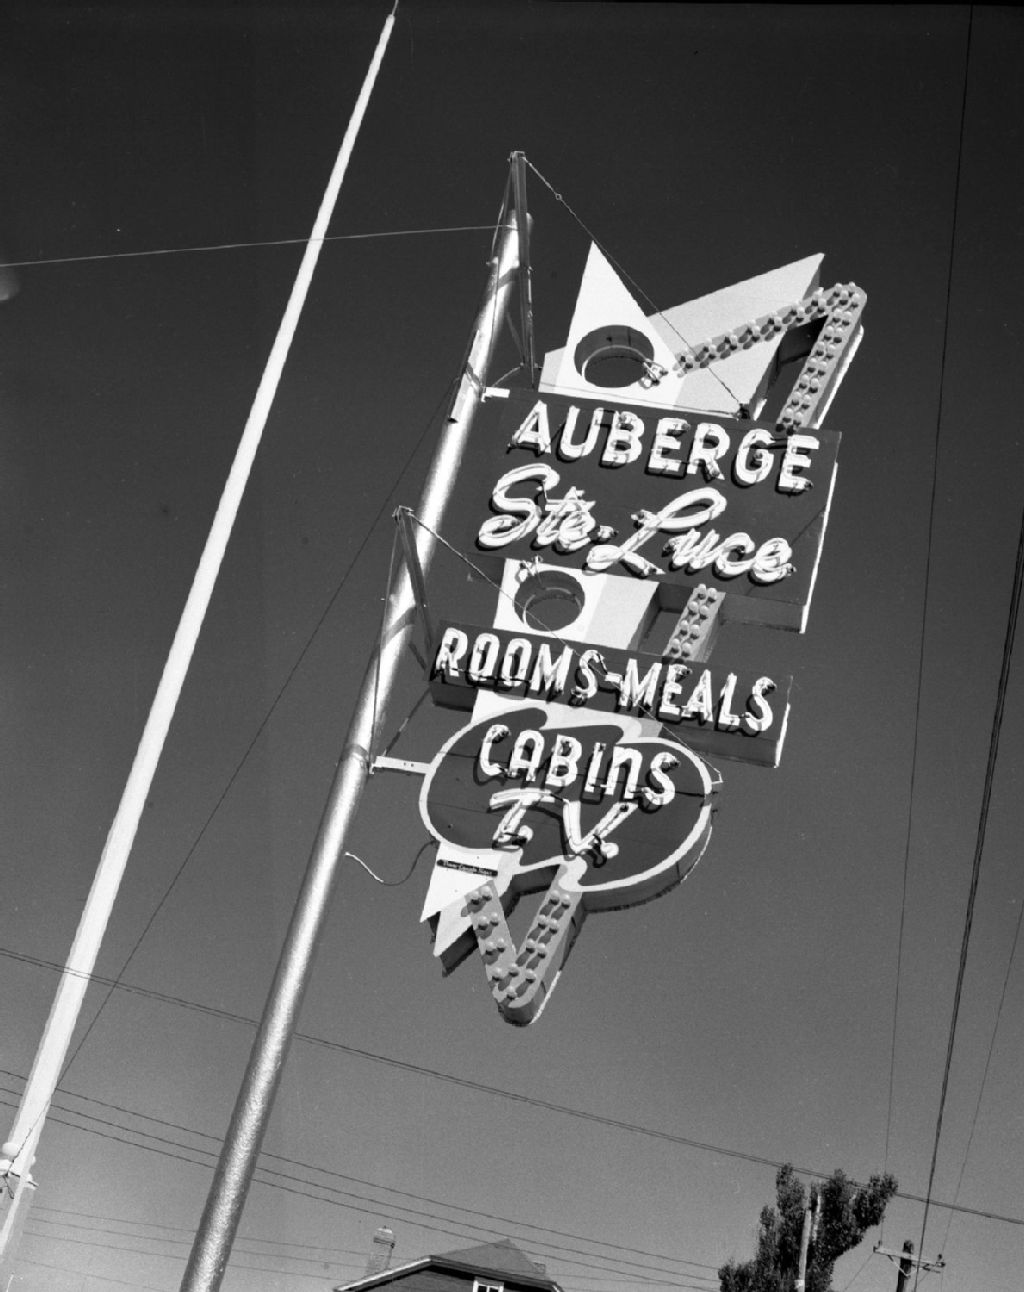 AUBERGE
Ste-Luce
ROOMS-MEALS
CABINS
T.V.